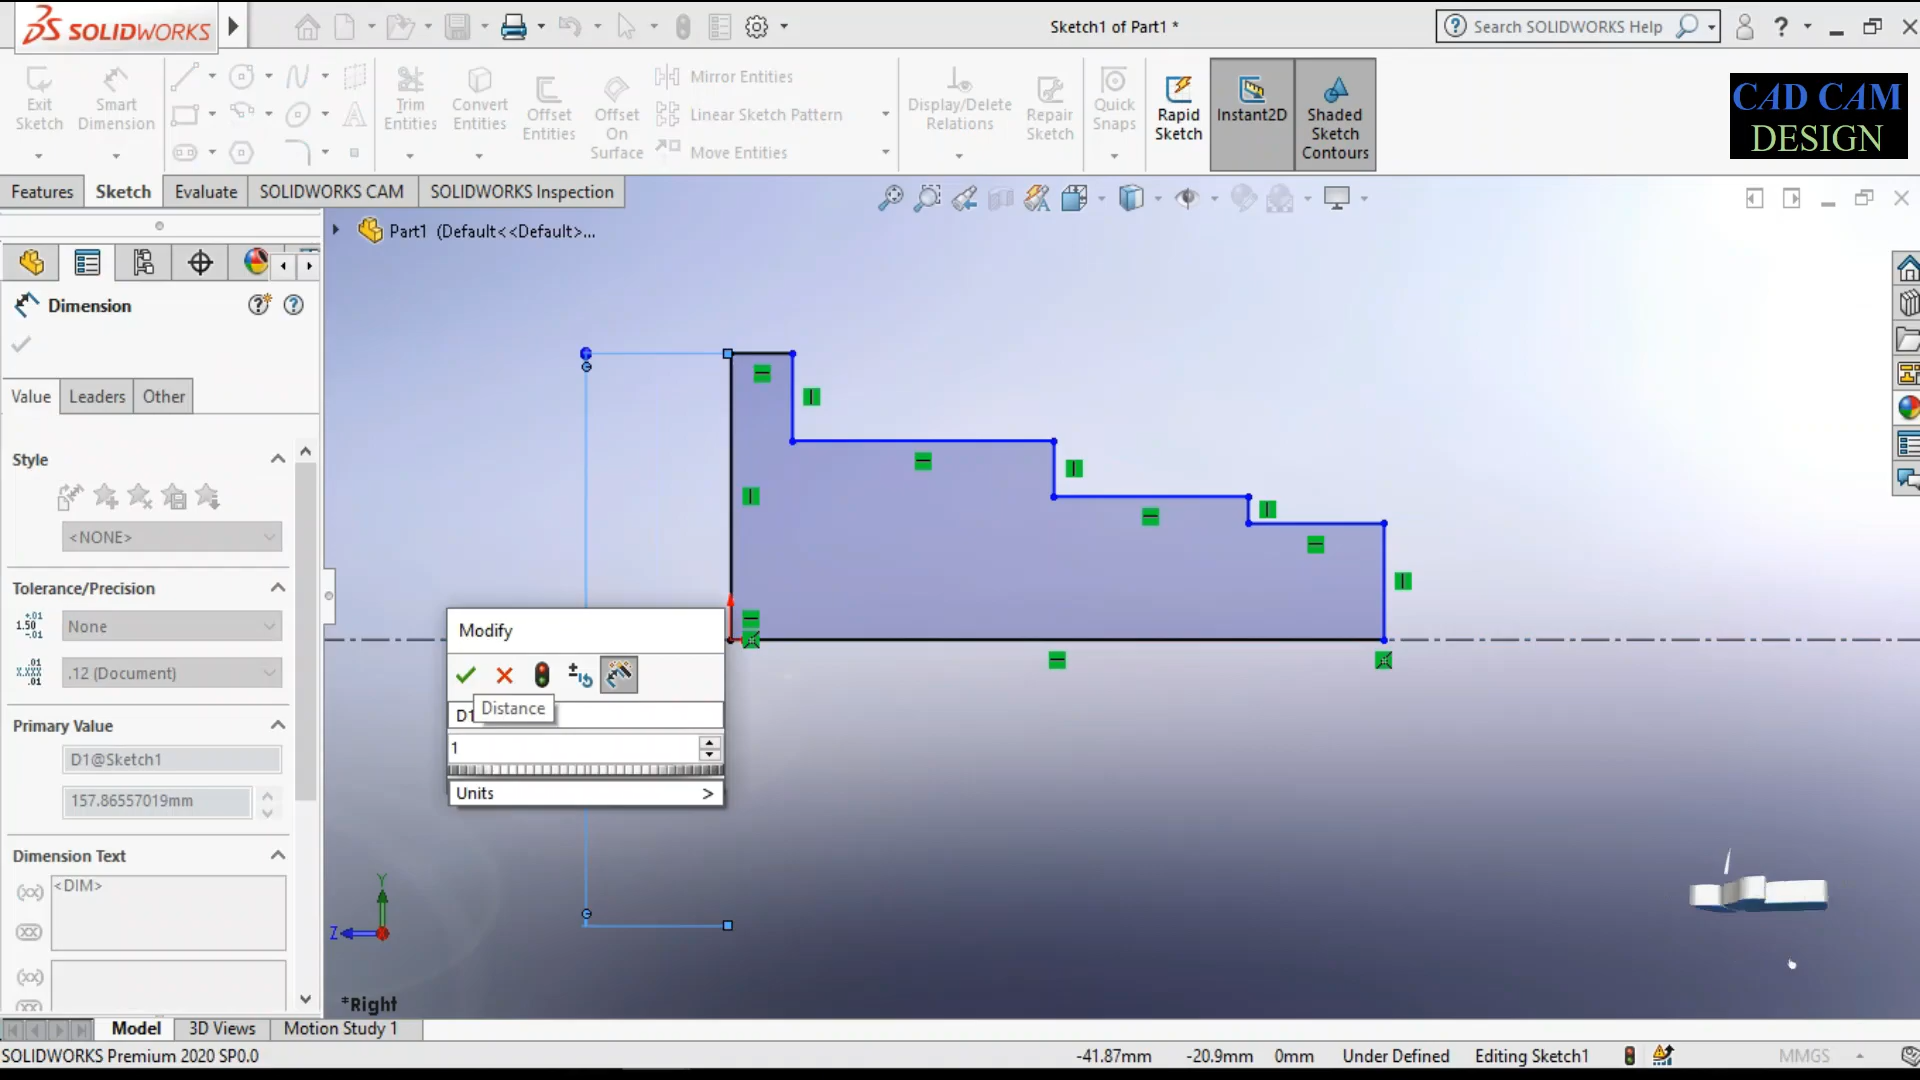 SOLIDWORKS
Sketch1 of Part1 *
Search SOLIDWORKS Help
?
Exit Sketch
Smart Dimension
Trim Entities
Convert Entities
Offset Entities
Offset On Surface
Mirror Entities
Linear Sketch Pattern
Move Entities
Display/Delete Relations
Repair Sketch
Quick Snaps
Rapid Sketch
Instant2D
Shaded Sketch Contours
CAD CAM
DESIGN
Features
Sketch
Evaluate
SOLIDWORKS CAM
SOLIDWORKS Inspection
Part1 (Default<<Default>...
Dimension
Value
Leaders
Other
Style
<NONE>
Tolerance/Precision
None
.12 (Document)
Primary Value
D1@Sketch1
157.86557019mm
Dimension Text
<DIM>
Modify
D1
Distance
1
Units >
Y
Z
*Right
Model
3D Views
Motion Study 1
SOLIDWORKS Premium 2020 SP0.0
-41.87mm
-20.9mm
0mm
Under Defined
Editing Sketch1
MMGS